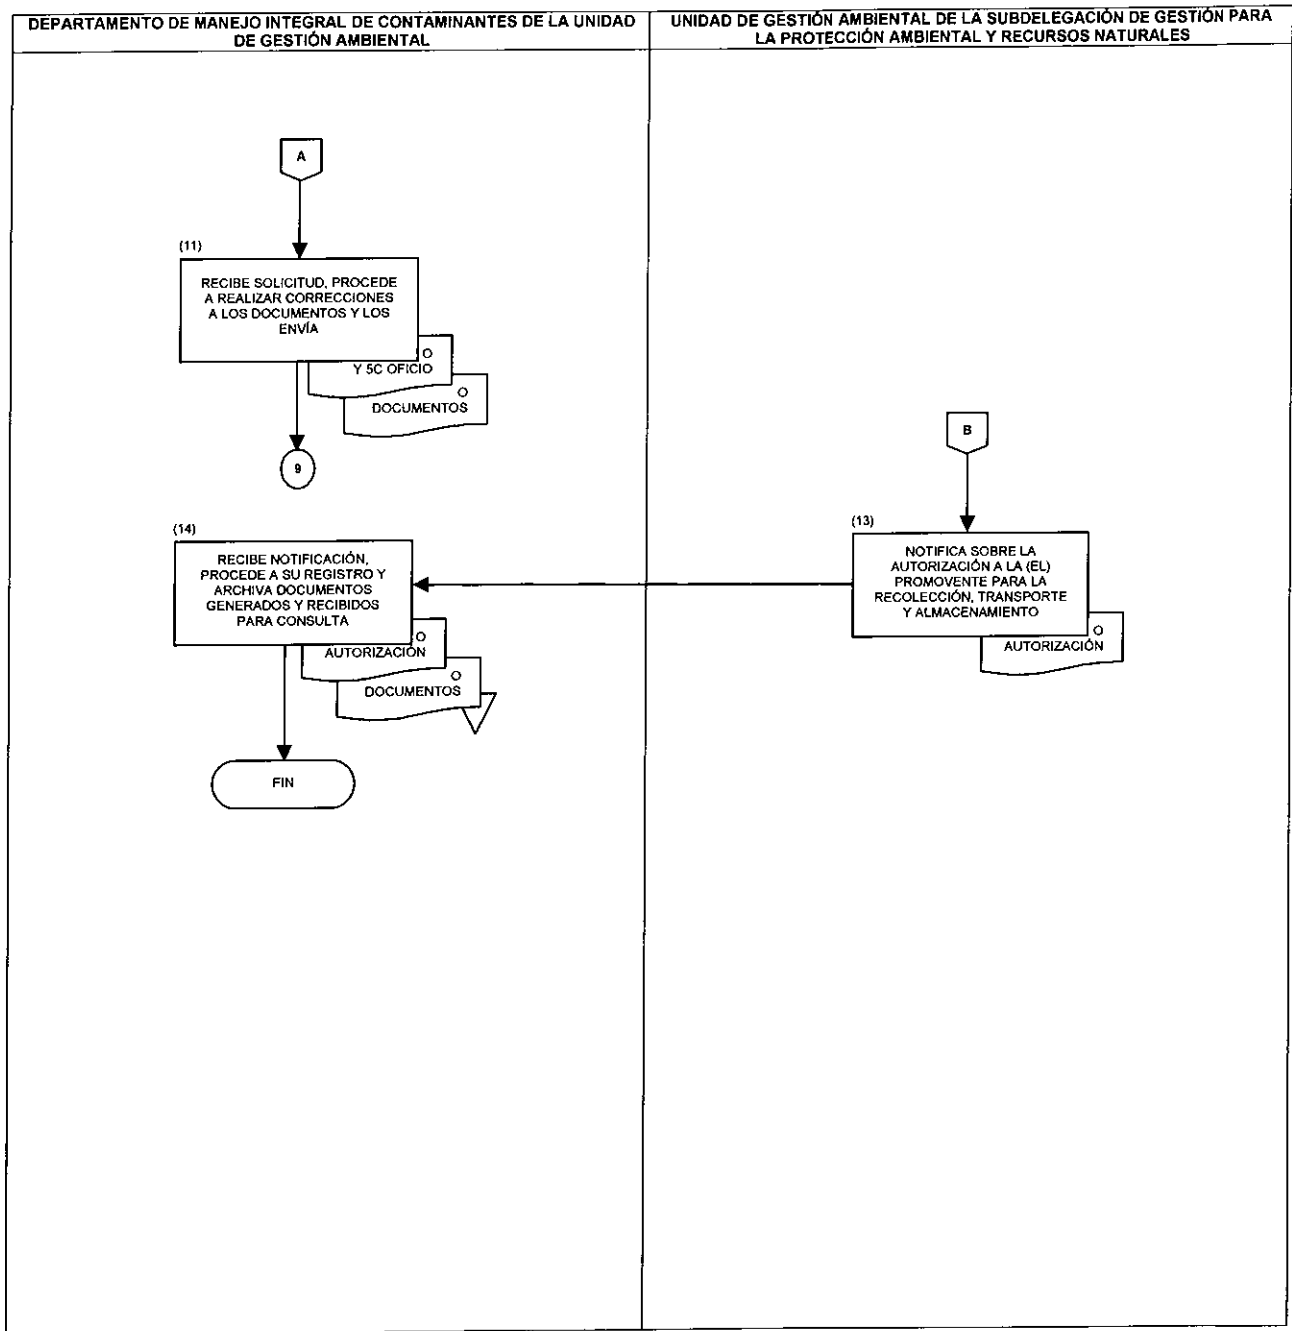 DEPARTAMENTO DE MANEJO INTEGRAL DE CONTAMINANTES DE LA UNIDAD
DE GESTIÓN AMBIENTAL
UNIDAD DE GESTIÓN AMBIENTAL DE LA SUBDELEGACIÓN DE GESTIÓN PARA
LA PROTECCIÓN AMBIENTAL Y RECURSOS NATURALES
A
(11)
RECIBE SOLICITUD, PROCEDE
A REALIZAR CORRECCIONES
A LOS DOCUMENTOS Y LOS
ENVÍA
O
Y 5C OFICIO
O
DOCUMENTOS
9
B
(13)
NOTIFICA SOBRE LA
AUTORIZACIÓN A LA (EL)
PROMOVENTE PARA LA
RECOLECCIÓN, TRANSPORTE
Y ALMACENAMIENTO
O
AUTORIZACIÓN
(14)
RECIBE NOTIFICACIÓN,
PROCEDE A SU REGISTRO Y
ARCHIVA DOCUMENTOS
GENERADOS Y RECIBIDOS
PARA CONSULTA
O
AUTORIZACIÓN
O
DOCUMENTOS
FIN